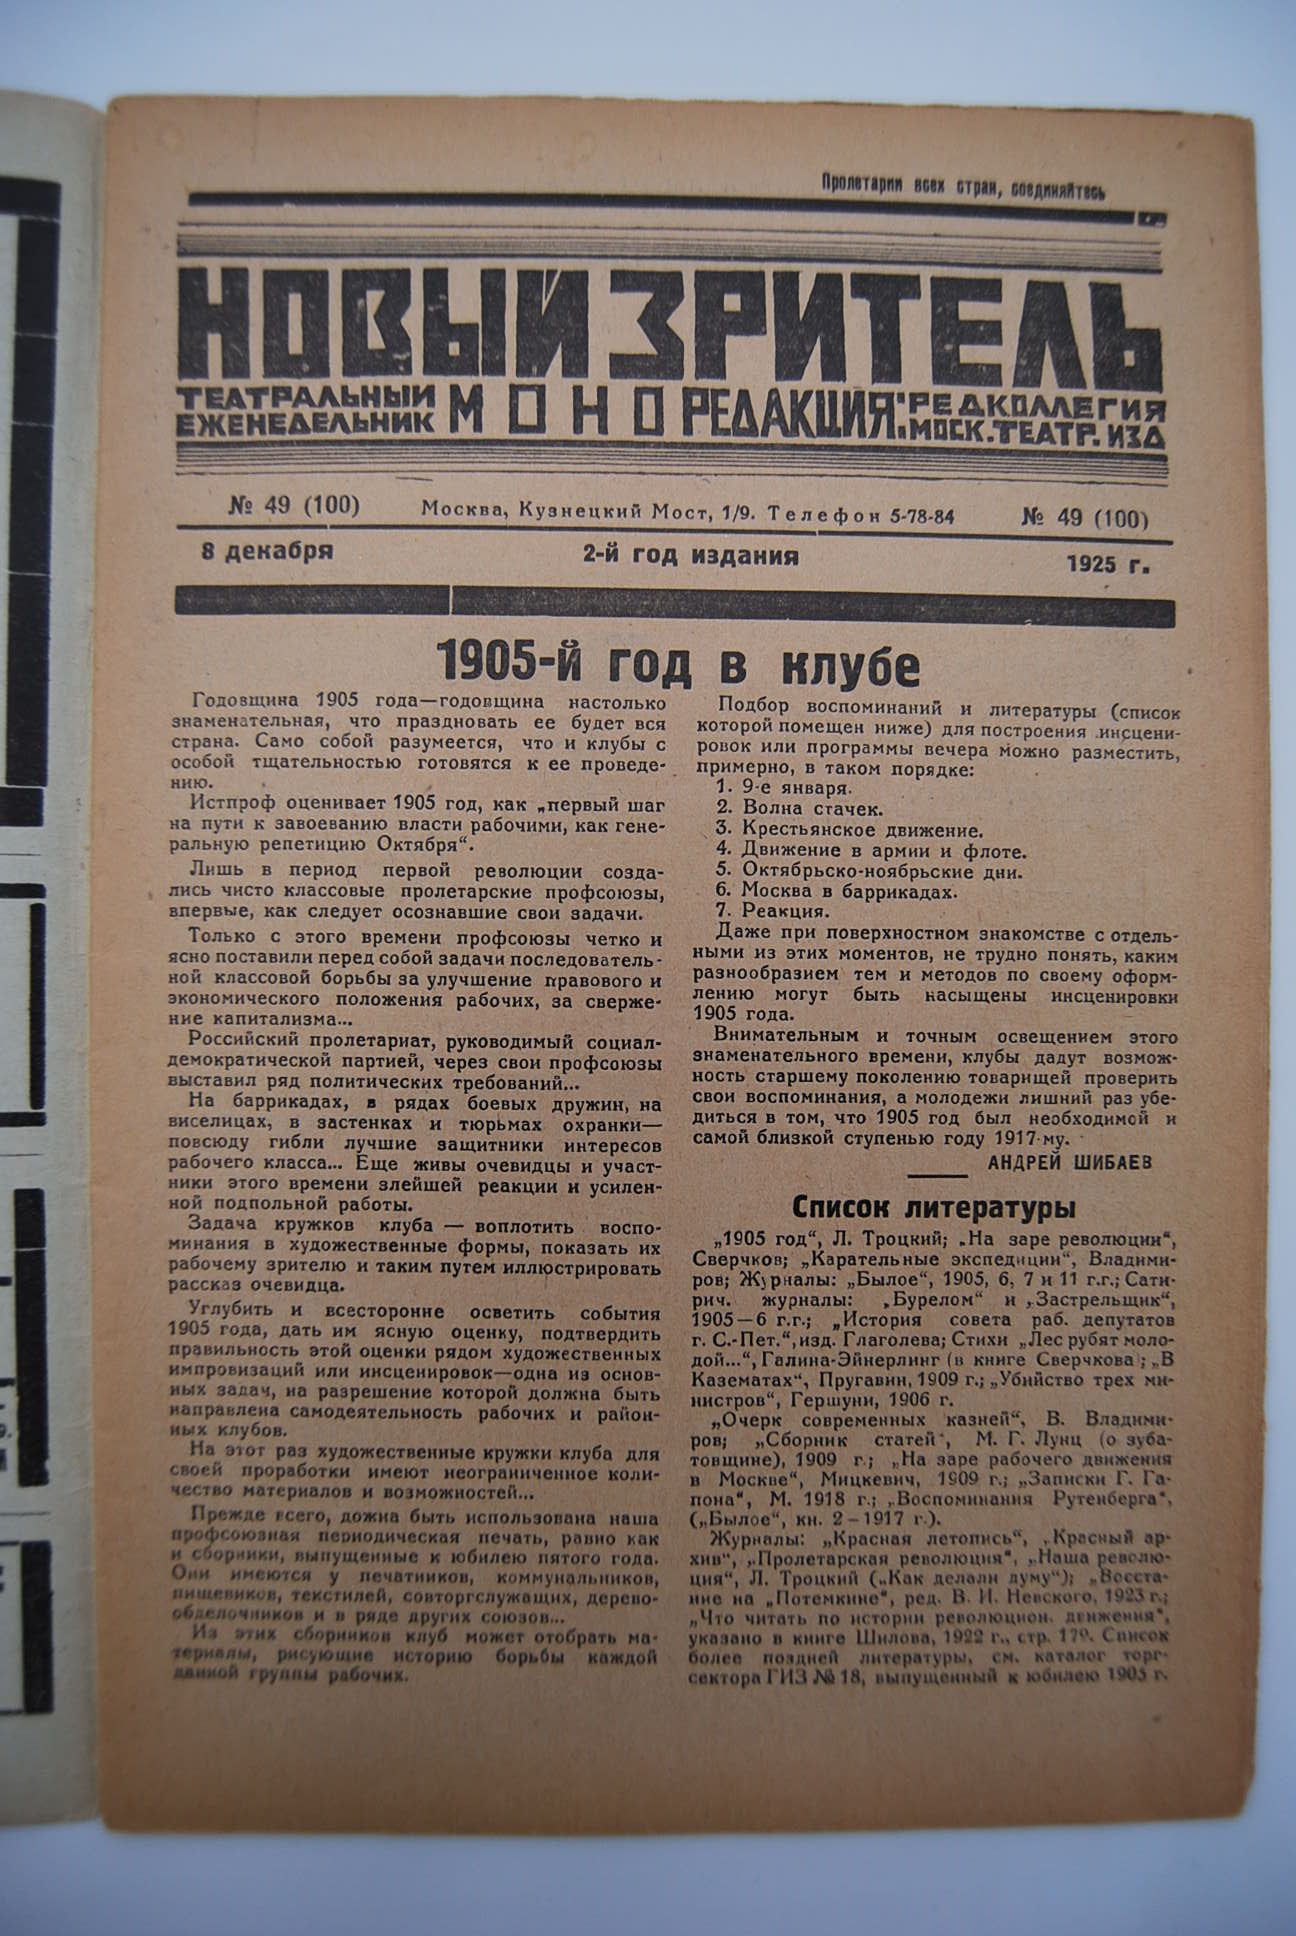 Пролетарии всех стран, соединяйтесь
НОВЫЙ ЗРИТЕЛЬ
ТЕАТРАЛЬНЫЙ
ЕЖЕНЕДЕЛЬНИК
МОНО
РЕДАКЦИЯ:
РЕДКОЛЛЕГИЯ
МОСК. ТЕАТР. ИЗД
№ 49 (100)
Москва, Кузнецкий Мост, 1/9. Телефон 5-78-84
№ 49 (100)
8 декабря
2-й год издания
1925 г.
1905-й год в клубе
Годовщина 1905 года—годовщина настолько
знаменательная, что праздновать ее будет вся
страна. Само собой разумеется, что и клубы с
особой тщательностью готовятся к ее проведе-
нию.
Истпроф оценивает 1905 год, как „первый шаг
на пути к завоеванию власти рабочими, как гене-
ральную репетицию Октября“.
Лишь в период первой революции созда-
лись чисто классовые пролетарские профсоюзы,
впервые, как следует осознавшие свои задачи.
Только с этого времени профсоюзы четко и
ясно поставили перед собой задачи последователь-
ной классовой борьбы за улучшение правового и
экономического положения рабочих, за сверже-
ние капитализма...
Российский пролетариат, руководимый социал-
демократической партией, через свои профсоюзы
выставил ряд политических требований...
На баррикадах, в рядах боевых дружин, на
виселицах, в застенках и тюрьмах охранки—
повсюду гибли лучшие защитники интересов
рабочего класса... Еще живы очевидцы и участ-
ники этого времени злейшей реакции и усилен-
ной подпольной работы.
Задача кружков клуба — воплотить воспо-
минания в художественные формы, показать их
рабочему зрителю и таким путем иллюстрировать
рассказ очевидца.
Углубить и всесторонне осветить события
1905 года, дать им ясную оценку, подтвердить
правильность этой оценки рядом художественных
импровизаций или инсценировок—одна из основ-
ных задач, на разрешение которой должна быть
направлена самодеятельность рабочих и район-
ных клубов.
На этот раз художественные кружки клуба для
своей проработки имеют неограниченное коли-
чество материалов и возможностей...
Прежде всего, дожна быть использована наша
профсоюзная периодическая печать, равно как
и сборники, выпущенные к юбилею пятого года.
Они имеются у печатников, коммунальников,
пищевиков, текстилей, совторгслужащих, дерево-
обделочников и в ряде других союзов...
Из этих сборников клуб может отобрать ма-
териалы, рисующие историю борьбы каждой
данной группы рабочих.
Подбор воспоминаний и литературы (список
которой помещен ниже) для построения инсцени-
ровок или программы вечера можно разместить,
примерно, в таком порядке:
1. 9-е января.
2. Волна стачек.
3. Крестьянское движение.
4. Движение в армии и флоте.
5. Октябрьско-ноябрьские дни.
6. Москва в баррикадах.
7. Реакция.
Даже при поверхностном знакомстве с отдель-
ными из этих моментов, не трудно понять, каким
разнообразием тем и методов по своему оформ-
лению могут быть насыщены инсценировки
1905 года.
Внимательным и точным освещением этого
знаменательного времени, клубы дадут возмож-
ность старшему поколению товарищей проверить
свои воспоминания, а молодежи лишний раз убе-
диться в том, что 1905 год был необходимой и
самой близкой ступенью году 1917-му.
АНДРЕЙ ШИБАЕВ
Список литературы
„1905 год“, Л. Троцкий; „На заре революции“,
Сверчков; „Карательные экспедиции“, Владими-
ров; Журналы: „Былое“, 1905, 6, 7 и 11 г.г.; Сати-
рич. журналы: „Бурелом“ и „Застрельщик“,
1905—6 г.г.; „История совета раб. депутатов
г. С.-Пет.“, изд. Глаголева; Стихи „Лес рубят моло-
дой...“, Галина-Эйнерлинг (в книге Сверчкова); „В
Казематах“, Пругавин, 1909 г.; „Убийство трех ми-
нистров“, Гершуни, 1906 г.
„Очерк современных казней“, В. Владими-
ров; „Сборник статей“, М. Г. Лунц (о зуба-
товщине), 1909 г.; „На заре рабочего движения
в Москве“, Мицкевич, 1909 г.; „Записки Г. Га-
пона“, М. 1918 г.; „Воспоминания Рутенберга“,
(„Былое“, кн. 2—1917 г.).
Журналы: „Красная летопись“, „Красный ар-
хив“, „Пролетарская революция“, „Наша револю-
ция“, Л. Троцкий („Как делали думу“); „Восста-
ние на „Потемкине“, ред. В. И. Невского, 1923 г.;
„Что читать по истории революцион. движения“,
указано в книге Шилова, 1922 г., стр. 179. Список
более поздней литературы, см. каталог торг-
сектора ГИЗ № 18, выпущенный к юбилею 1905 г.